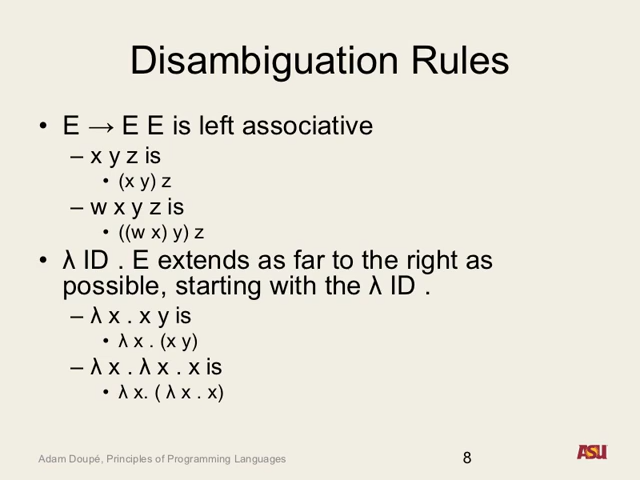 Disambiguation Rules
• E → E E is left associative
– x y z is
• (x y) z
– w x y z is
• ((w x) y) z
• λ ID . E extends as far to the right as
possible, starting with the λ ID .
– λ x . x y is
• λ x . (x y)
– λ x . λ x . x is
• λ x. ( λ x . x)
Adam Doupé, Principles of Programming Languages
8
ASU